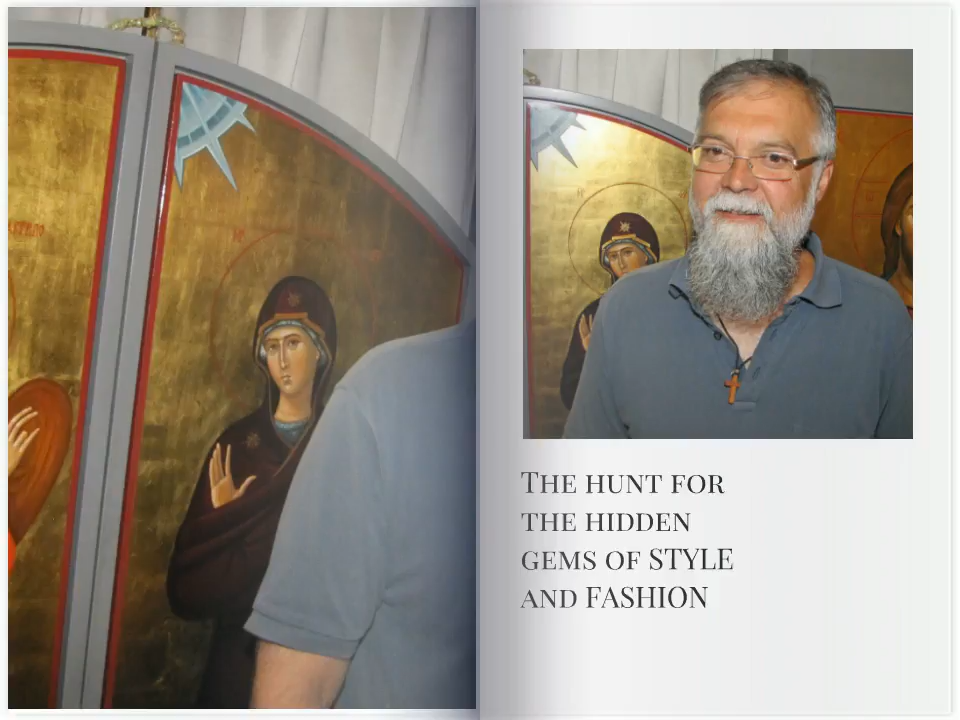 THE HUNT FOR
THE HIDDEN
GEMS OF STYLE
AND FASHION